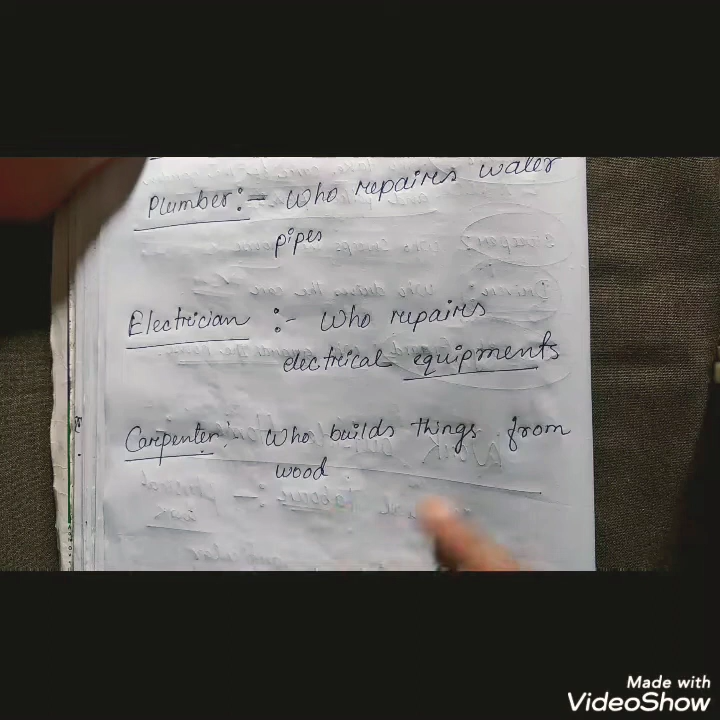 Plumber:- Who repairs water
pipes
Electrician :- Who repairs
electrical equipments
Carpenter: Who builds things from
wood
Made with
VideoShow